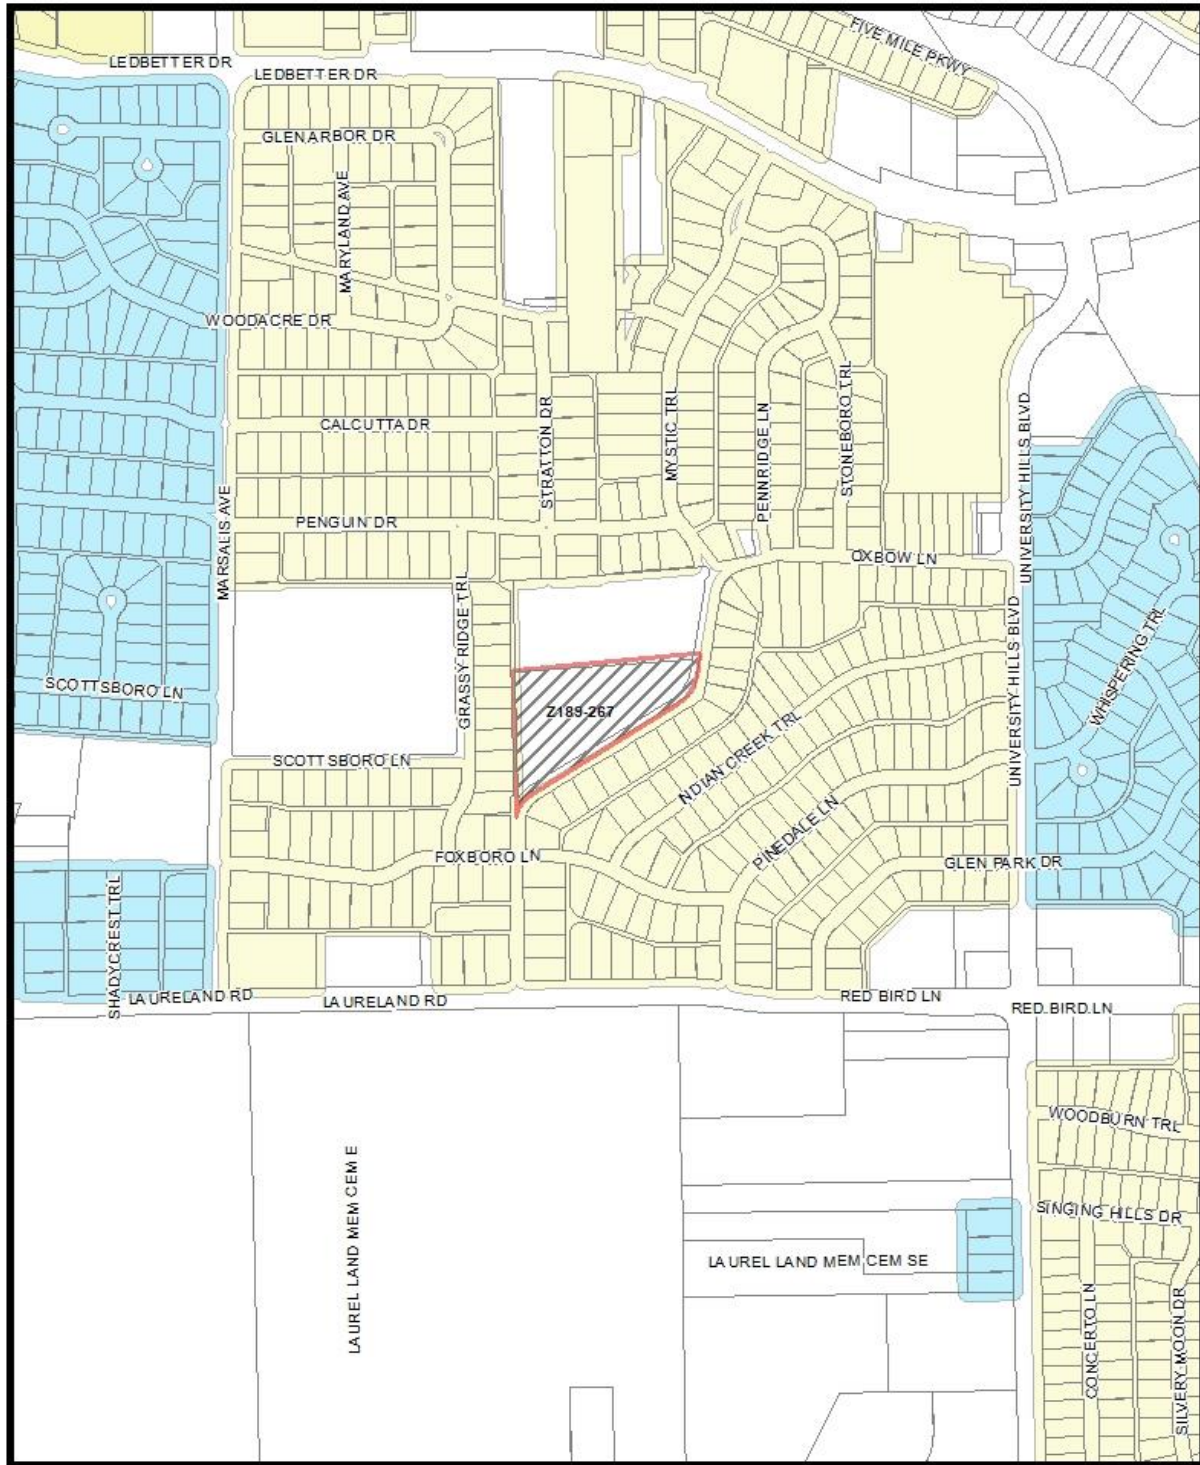 FIVE MILE PKWY
LEDBETTER DR
LEDBETTER DR
GLENARBOR DR
MARYLAND AVE
WOODACRE DR
CALCUTTA DR
STRATTON DR
MYSTIC TRL
PENNRIDGE LN
STONEBORO TRL
UNIVERSITY HILLS BLVD
MARSALIS AVE
PENGUIN DR
OXBOW LN
GRASSY RIDGE TRL
UNIVERSITY HILLS BLVD
WHISPERING TRL
SCOTTSBORO LN
Z189-267
SCOTTSBORO LN
NDIAN CREEK TRL
PINEDALE LN
FOXBORO LN
GLEN PARK DR
SHADYCREST TRL
LAURELAND RD
LAURELAND RD
RED BIRD LN
RED BIRD LN
WOODBURN TRL
LAUREL LAND MEM CEM E
SINGING HILLS DR
LAUREL LAND MEM CEM SE
CONCERTO LN
SILVERY MOON DR